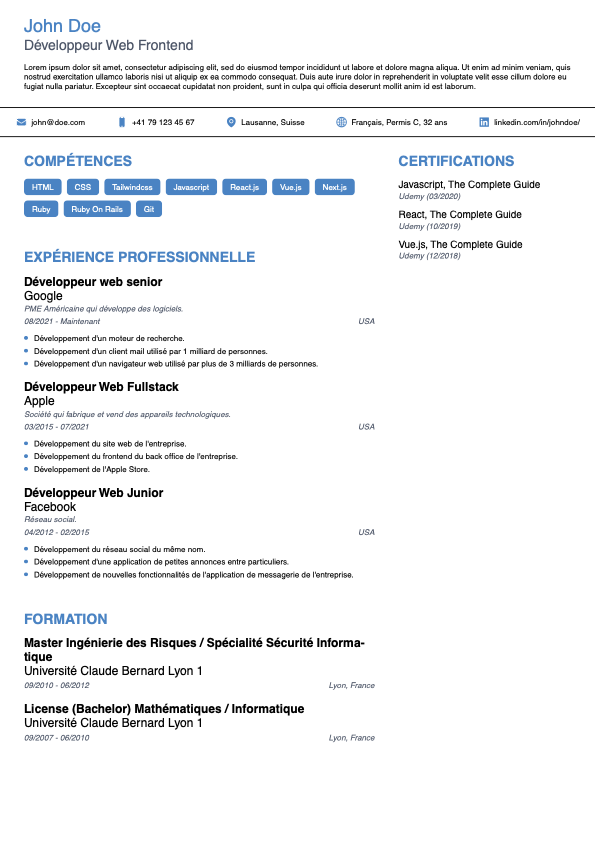 John Doe
Développeur Web Frontend
Lorem ipsum dolor sit amet, consectetur adipiscing elit, sed do eiusmod tempor incididunt ut labore et dolore magna aliqua. Ut enim ad minim veniam, quis
nostrud exercitation ullamco laboris nisi ut aliquip ex ea commodo consequat. Duis aute irure dolor in reprehenderit in voluptate velit esse cillum dolore eu
fugiat nulla pariatur. Excepteur sint occaecat cupidatat non proident, sunt in culpa qui officia deserunt mollit anim id est laborum.
john@doe.com +41 79 123 45 67 Lausanne, Suisse Français, Permis C, 32 ans linkedin.com/in/johndoe/
COMPÉTENCES
HTML CSS Tailwindcss Javascript React.js Vue.js Next.js
Ruby Ruby On Rails Git
EXPÉRIENCE PROFESSIONNELLE
Développeur web senior
Google
PME Américaine qui développe des logiciels.
08/2021 - Maintenant USA
Développement d'un moteur de recherche.
Développement d'un client mail utilisé par 1 milliard de personnes.
Développement d'un navigateur web utilisé par plus de 3 milliards de personnes.
Développeur Web Fullstack
Apple
Société qui fabrique et vend des appareils technologiques.
03/2015 - 07/2021 USA
Développement du site web de l'entreprise.
Développement du frontend du back office de l'entreprise.
Développement de l'Apple Store.
Développeur Web Junior
Facebook
Réseau social.
04/2012 - 02/2015 USA
Développement du réseau social du même nom.
Développement d'une application de petites annonces entre particuliers.
Développement de nouvelles fonctionnalités de l'application de messagerie de l'entreprise.
FORMATION
Master Ingénierie des Risques / Spécialité Sécurité Informa-
tique
Université Claude Bernard Lyon 1
09/2010 - 06/2012 Lyon, France
License (Bachelor) Mathématiques / Informatique
Université Claude Bernard Lyon 1
09/2007 - 06/2010 Lyon, France
CERTIFICATIONS
Javascript, The Complete Guide
Udemy (03/2020)
React, The Complete Guide
Udemy (10/2019)
Vue.js, The Complete Guide
Udemy (12/2018)